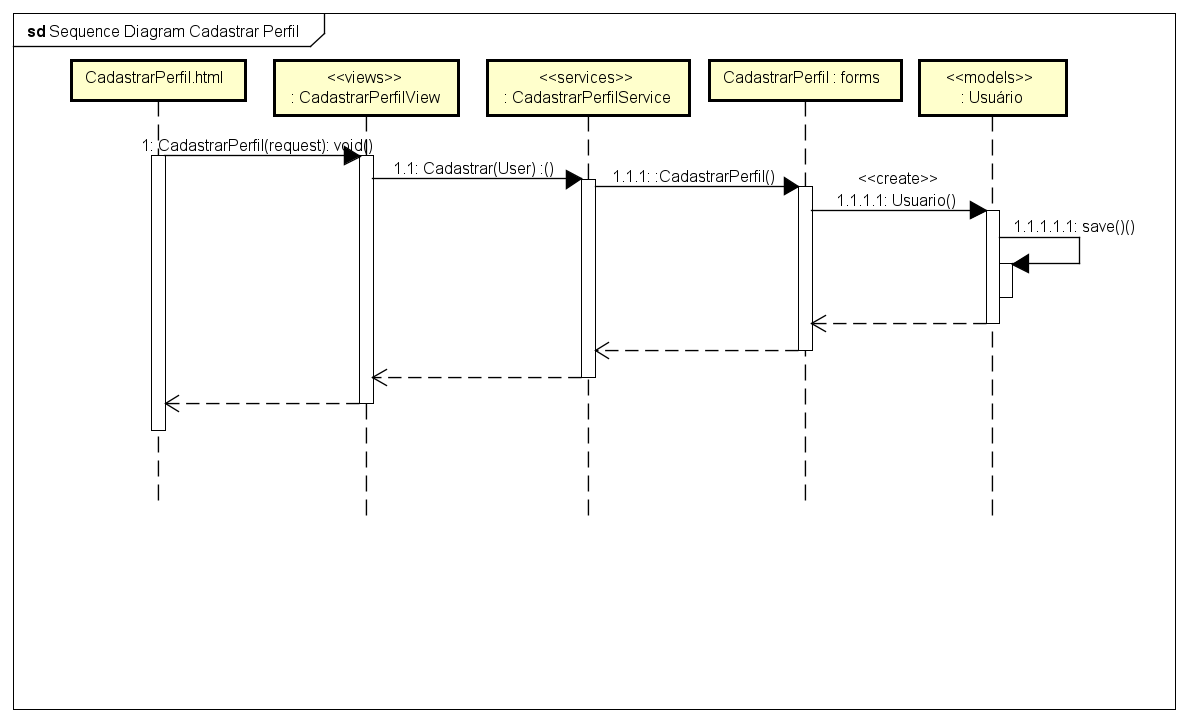 sd Sequence Diagram Cadastrar Perfil
CadastrarPerfil.html
<<views>>
: CadastrarPerfilView
<<services>>
: CadastrarPerfilService
CadastrarPerfil : forms
<<models>>
: Usuário
1: CadastrarPerfil(request): void()
1.1: Cadastrar(User) :()
1.1.1: :CadastrarPerfil()
<<create>>
1.1.1.1: Usuario()
1.1.1.1.1: save()()